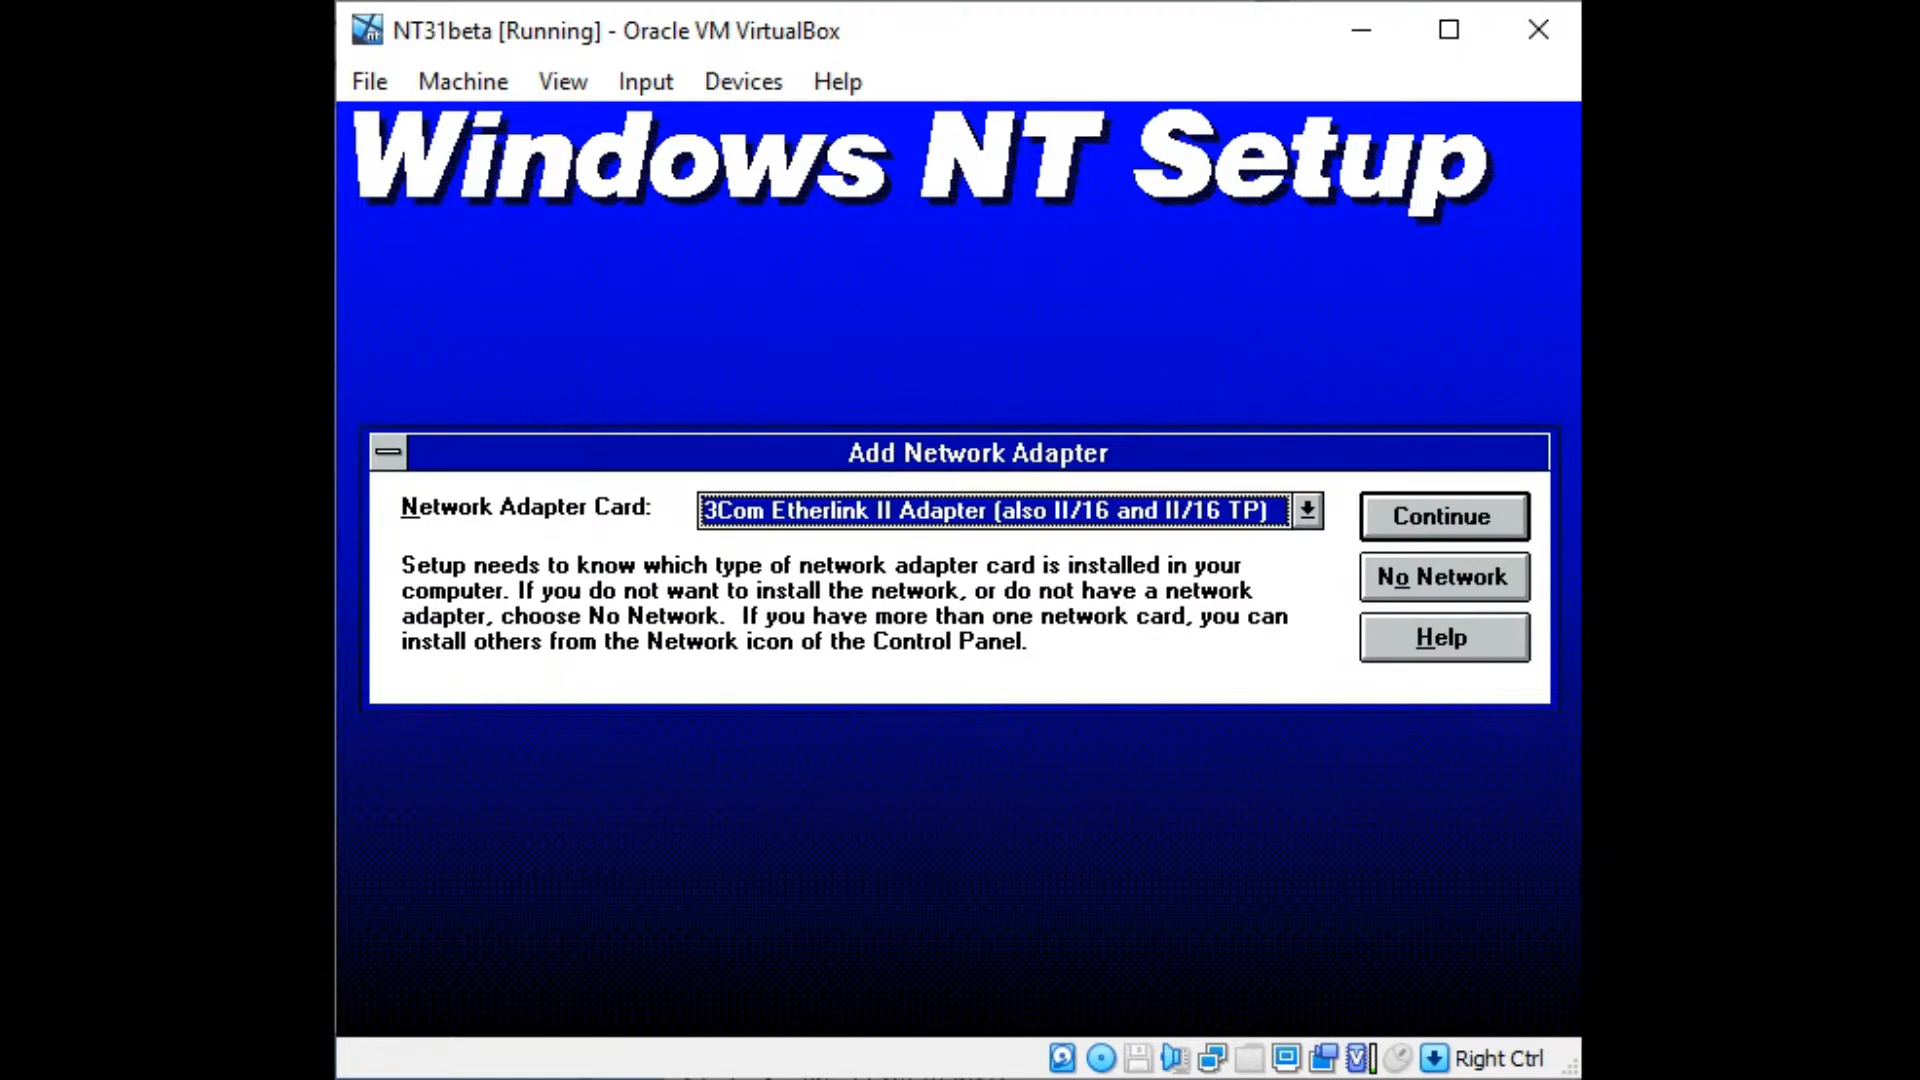 NT31beta [Running] - Oracle VM VirtualBox
File Machine View Input Devices Help
Windows NT Setup
Add Network Adapter
Network Adapter Card: 3Com Etherlink II Adapter (also II/16 and II/16 TP)
Continue
Setup needs to know which type of network adapter card is installed in your
computer. If you do not want to install the network, or do not have a network
adapter, choose No Network. If you have more than one network card, you can
install others from the Network icon of the Control Panel.
No Network
Help
Right Ctrl